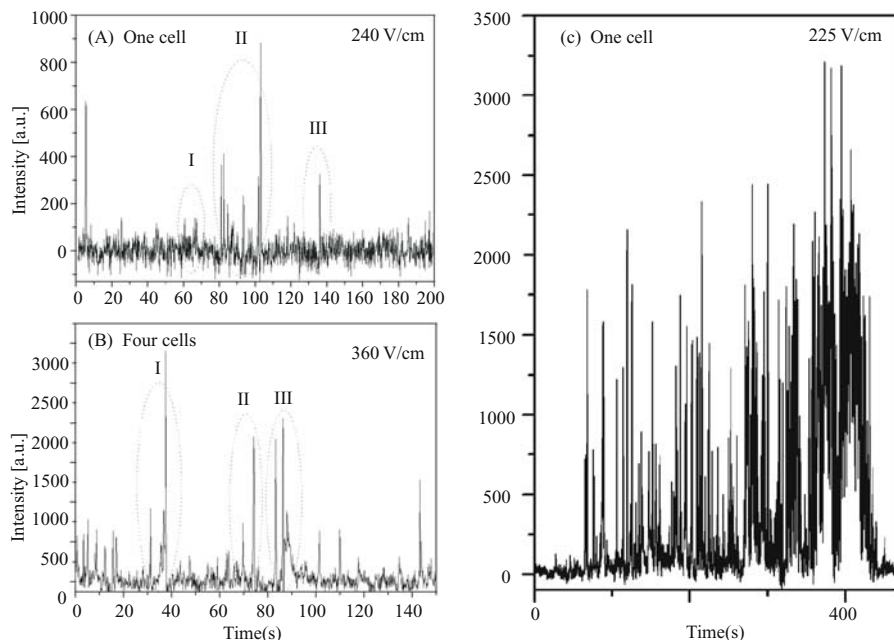 (A) One cell II 240 V/cm
I
III
Intensity [a.u.]
1000
800
600
400
200
0
0 20 40 60 80 100 120 140 160 180 200
(B) Four cells 360 V/cm
I
II III
Intensity [a.u.]
3000
2500
2000
1500
1000
500
0
0 20 40 60 80 100 120 140
Time(s)
(c) One cell 225 V/cm
3500
3000
2500
2000
1500
1000
500
0
0 400
Time(s)